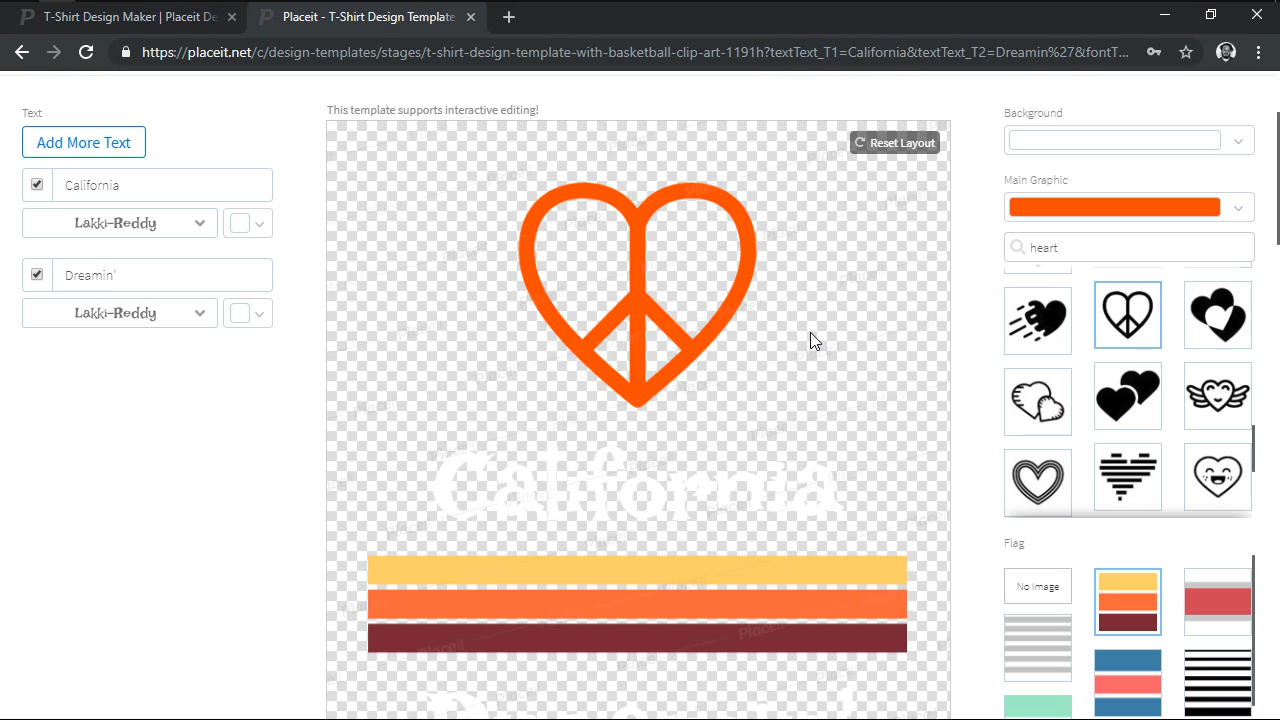 T-Shirt Design Maker | Placeit De
Placeit - T-Shirt Design Template
https://placeit.net/c/design-templates/stages/t-shirt-design-template-with-basketball-clip-art-1191h?textText_T1=California&textText_T2=Dreamin%27&fontT...
Text
Add More Text
California
Lakki-Reddy
Dreamin'
Lakki-Reddy
This template supports interactive editing!
Reset Layout
California
Background
Main Graphic
heart
Flag
No Image